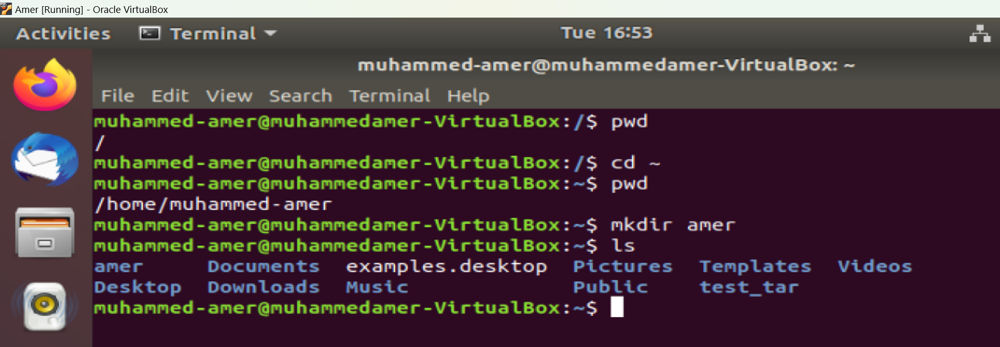 Amer [Running] - Oracle VirtualBox
Activities Terminal Tue 16:53
muhammed-amer@muhammedamer-VirtualBox: ~
File Edit View Search Terminal Help
muhammed-amer@muhammedamer-VirtualBox:/$ pwd
/
muhammed-amer@muhammedamer-VirtualBox:/$ cd ~
muhammed-amer@muhammedamer-VirtualBox:~$ pwd
/home/muhammed-amer
muhammed-amer@muhammedamer-VirtualBox:~$ mkdir amer
muhammed-amer@muhammedamer-VirtualBox:~$ ls
amer Documents examples.desktop Pictures Templates Videos
Desktop Downloads Music Public test_tar
muhammed-amer@muhammedamer-VirtualBox:~$